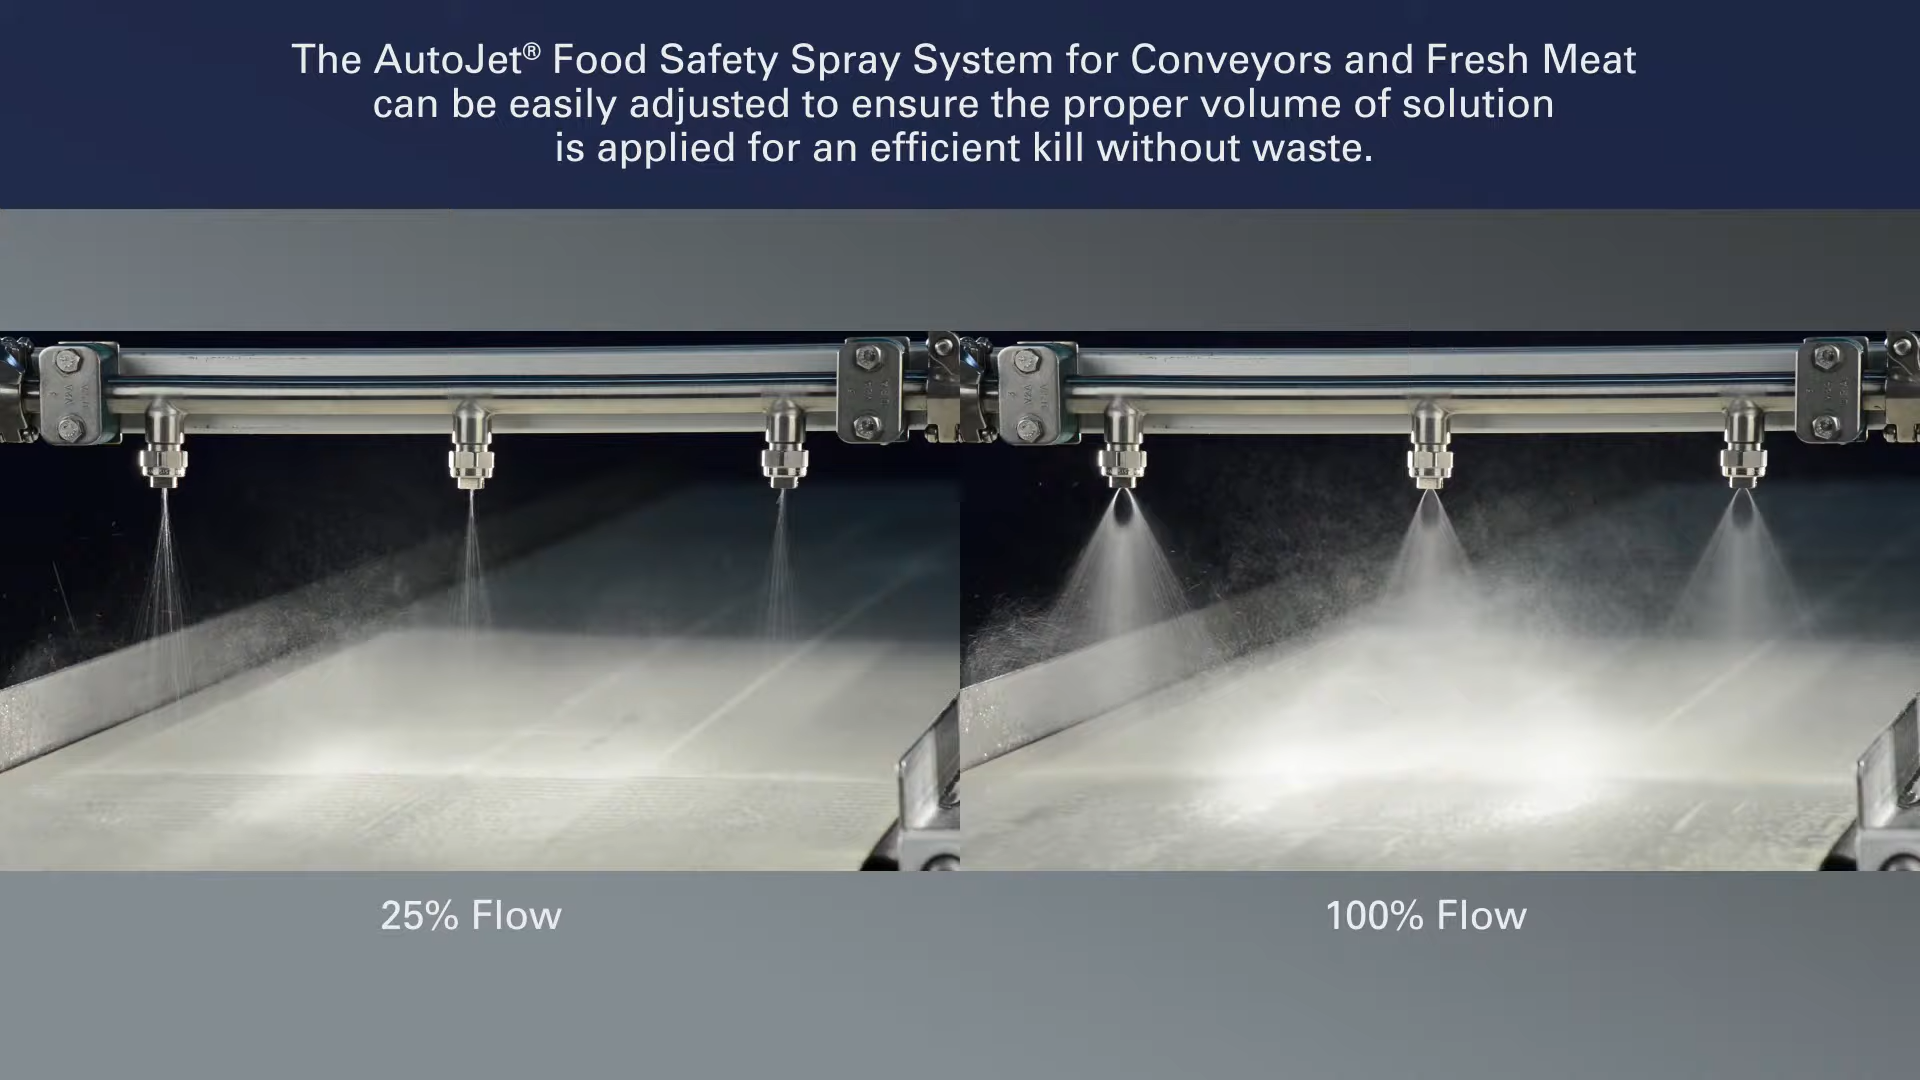 The AutoJet® Food Safety Spray System for Conveyors and Fresh Meat
can be easily adjusted to ensure the proper volume of solution
is applied for an efficient kill without waste.
25% Flow
100% Flow